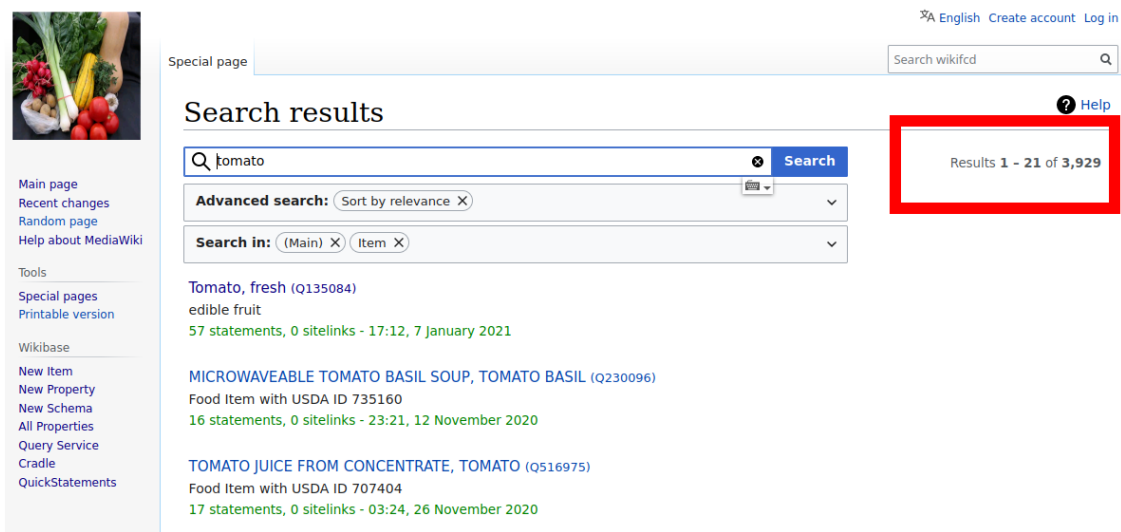 English Create account Log in
Special page
Search wikifcd
Search results
Help
tomato
Search
Results 1 – 21 of 3,929
Advanced search: Sort by relevance
Search in: (Main) Item
Main page
Recent changes
Random page
Help about MediaWiki
Tools
Special pages
Printable version
Wikibase
New Item
New Property
New Schema
All Properties
Query Service
Cradle
QuickStatements
Tomato, fresh (Q135084)
edible fruit
57 statements, 0 sitelinks - 17:12, 7 January 2021
MICROWAVEABLE TOMATO BASIL SOUP, TOMATO BASIL (Q230096)
Food Item with USDA ID 735160
16 statements, 0 sitelinks - 23:21, 12 November 2020
TOMATO JUICE FROM CONCENTRATE, TOMATO (Q516975)
Food Item with USDA ID 707404
17 statements, 0 sitelinks - 03:24, 26 November 2020